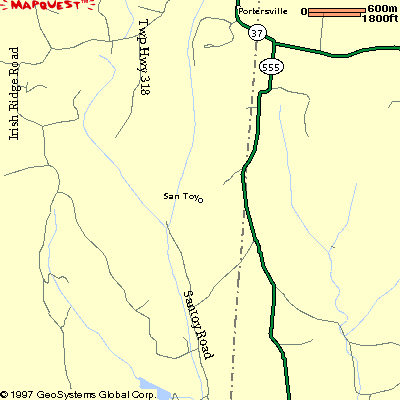 MAPQUEST™
Portersville
0 600m
1800ft
37
555
Irish Ridge Road
Twp Hwy 318
San Toy
Santoy Road
© 1997 GeoSystems Global Corp.